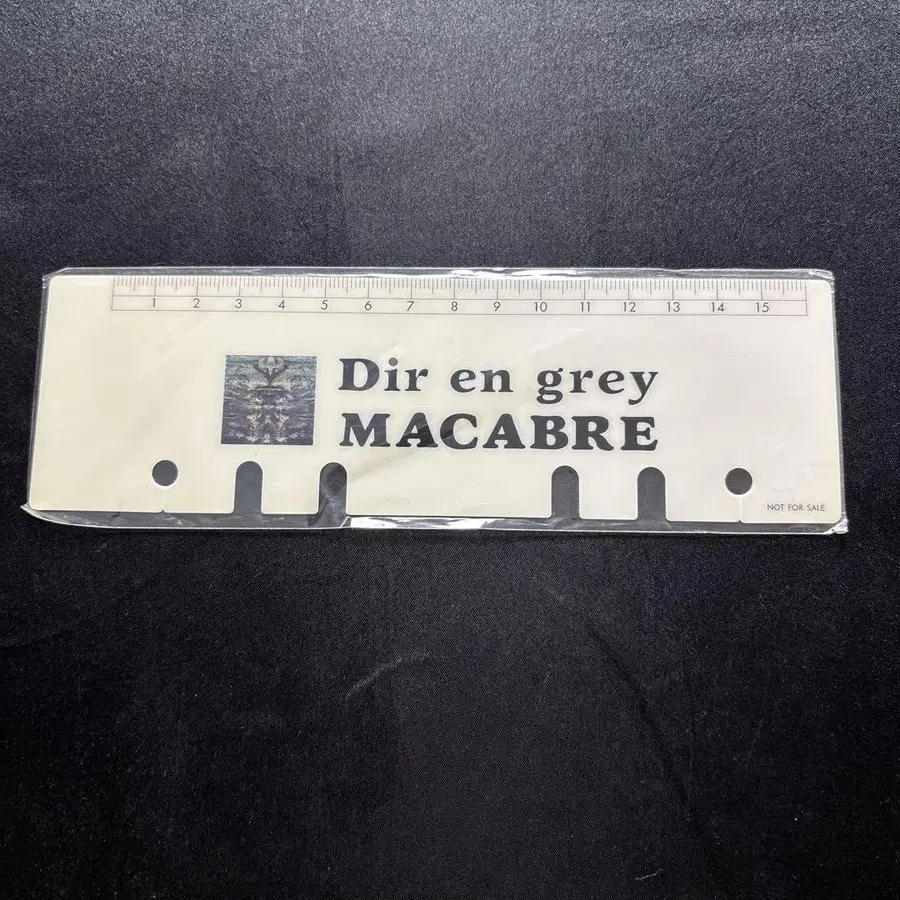 1 2 3 4 5 6 7 8 9 10 11 12 13 14 15
Dir en grey
MACABRE
NOT FOR SALE